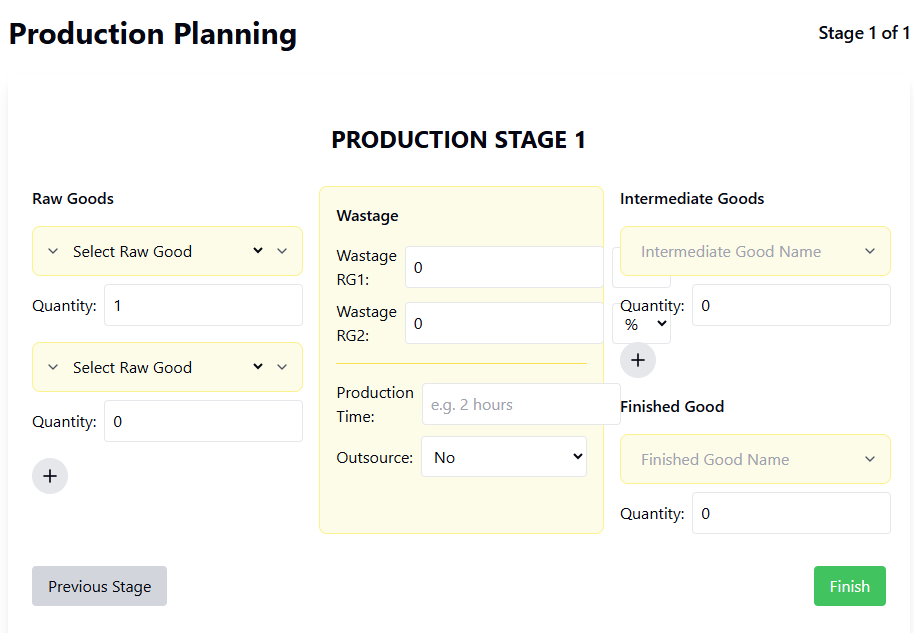 Production Planning
Stage 1 of 1
PRODUCTION STAGE 1
Raw Goods
Select Raw Good
Quantity: 1
Select Raw Good
Quantity: 0
+
Wastage
Wastage
RG1:
0
Wastage
RG2:
0
%
Production
Time:
e.g. 2 hours
Outsource: No
Intermediate Goods
Intermediate Good Name
Quantity: 0
+
Finished Good
Finished Good Name
Quantity: 0
Previous Stage
Finish